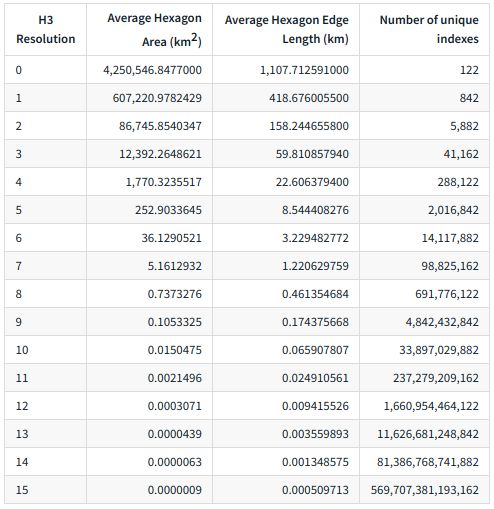 H3 Resolution Average Hexagon Area (km2) Average Hexagon Edge Length (km) Number of unique indexes
0 4,250,546.8477000 1,107.712591000 122
1 607,220.9782429 418.676005500 842
2 86,745.8540347 158.244655800 5,882
3 12,392.2648621 59.810857940 41,162
4 1,770.3235517 22.606379400 288,122
5 252.9033645 8.544408276 2,016,842
6 36.1290521 3.229482772 14,117,882
7 5.1612932 1.220629759 98,825,162
8 0.7373276 0.461354684 691,776,122
9 0.1053325 0.174375668 4,842,432,842
10 0.0150475 0.065907807 33,897,029,882
11 0.0021496 0.024910561 237,279,209,162
12 0.0003071 0.009415526 1,660,954,464,122
13 0.0000439 0.003559893 11,626,681,248,842
14 0.0000063 0.001348575 81,386,768,741,882
15 0.0000009 0.000509713 569,707,381,193,162